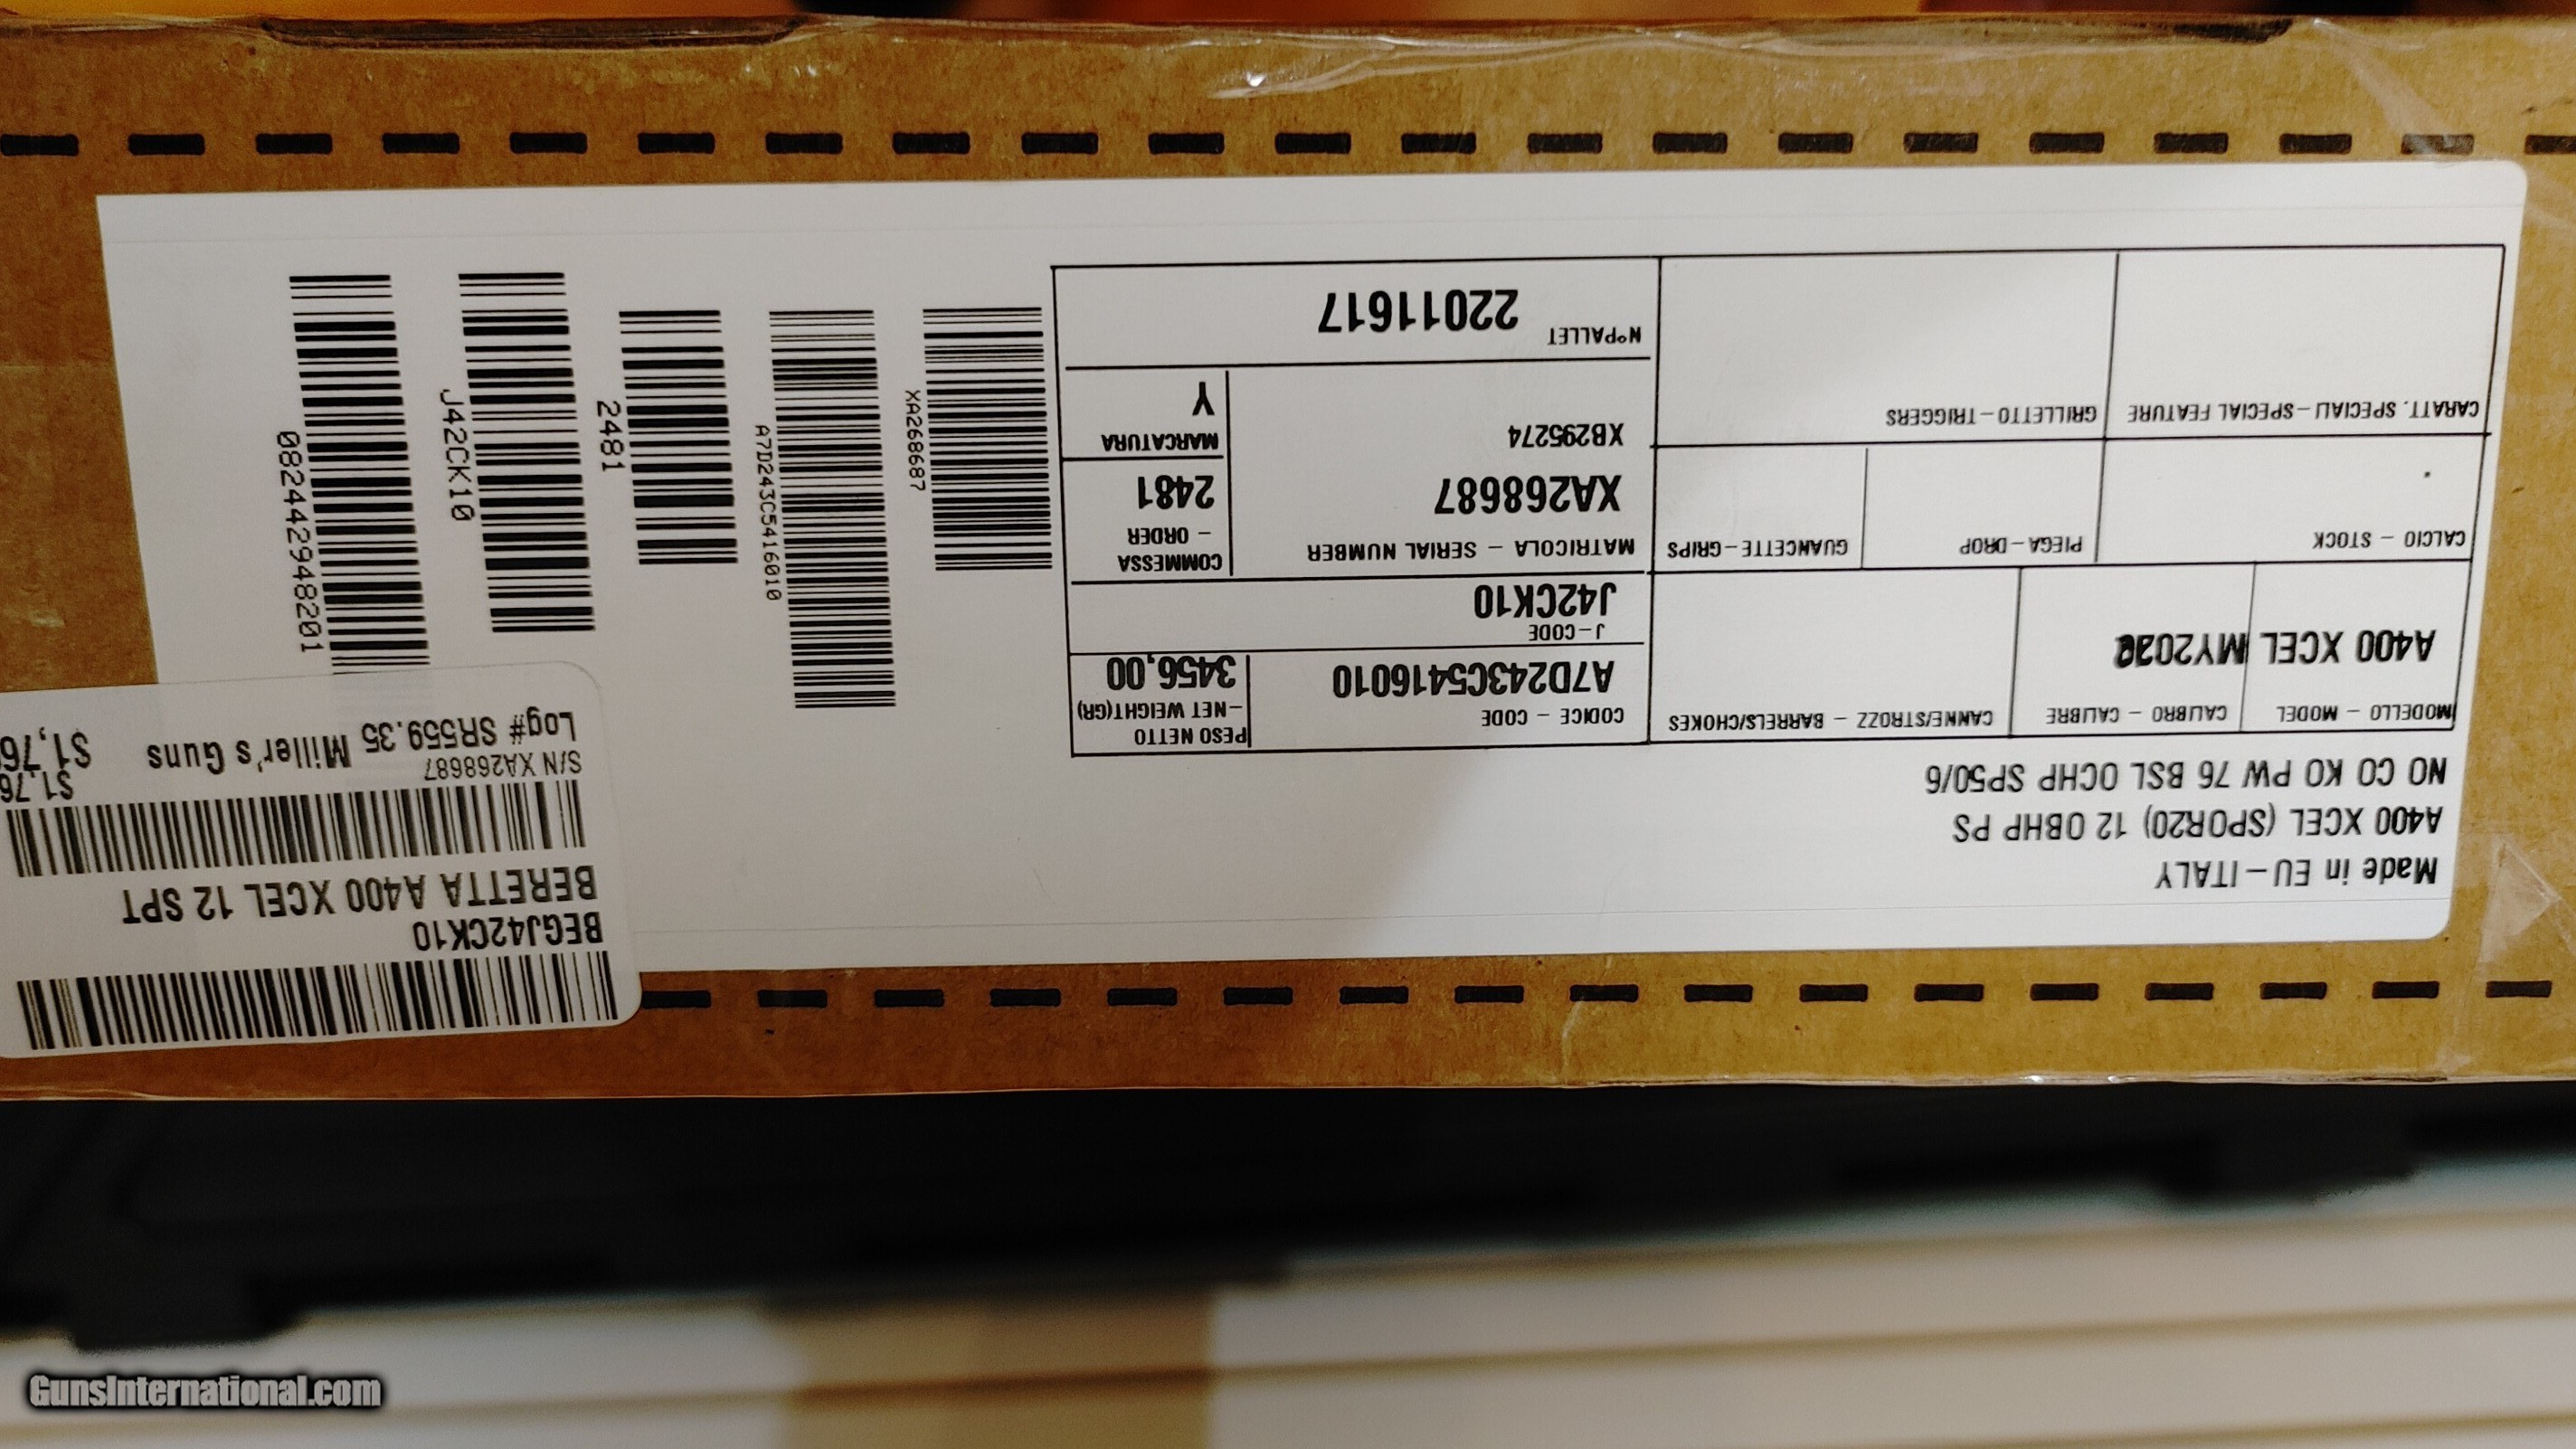 Made in EU-ITALY
A400 XCEL (SPOR20) 12 OBHP PS
NO CO KO PW 76 BSL OCHP SP50/6
MODELLO - MODEL
CALIBRO - CALIBRE
CANNE/STROZZ - BARRELS/CHOKES
CODICE - CODE
PESO NETTO
-NET WEIGHT(GR)
A400 XCEL
A7D243C5416010
3456,00
J-CODE
J42CK10
CALCIO - STOCK
PIEGA-DROP
GUANCETTE-GRIPS
MATRICOLA - SERIAL NUMBER
COMMESSA
- ORDER
XA268687
2481
XB295274
MARCATURA
Y
CARATT. SPECIALI-SPECIAL FEATURE
GRILLETTO-TRIGGERS
N°PALLET
22011617
XA268687
A7D243C5416010
2481
J42CK10
082442948201
BEGJ42CK10
BERETTA A400 XCEL 12 SPT
S/N XA268687
Log# SR559.35 Miller's Guns
GunsInternational.com